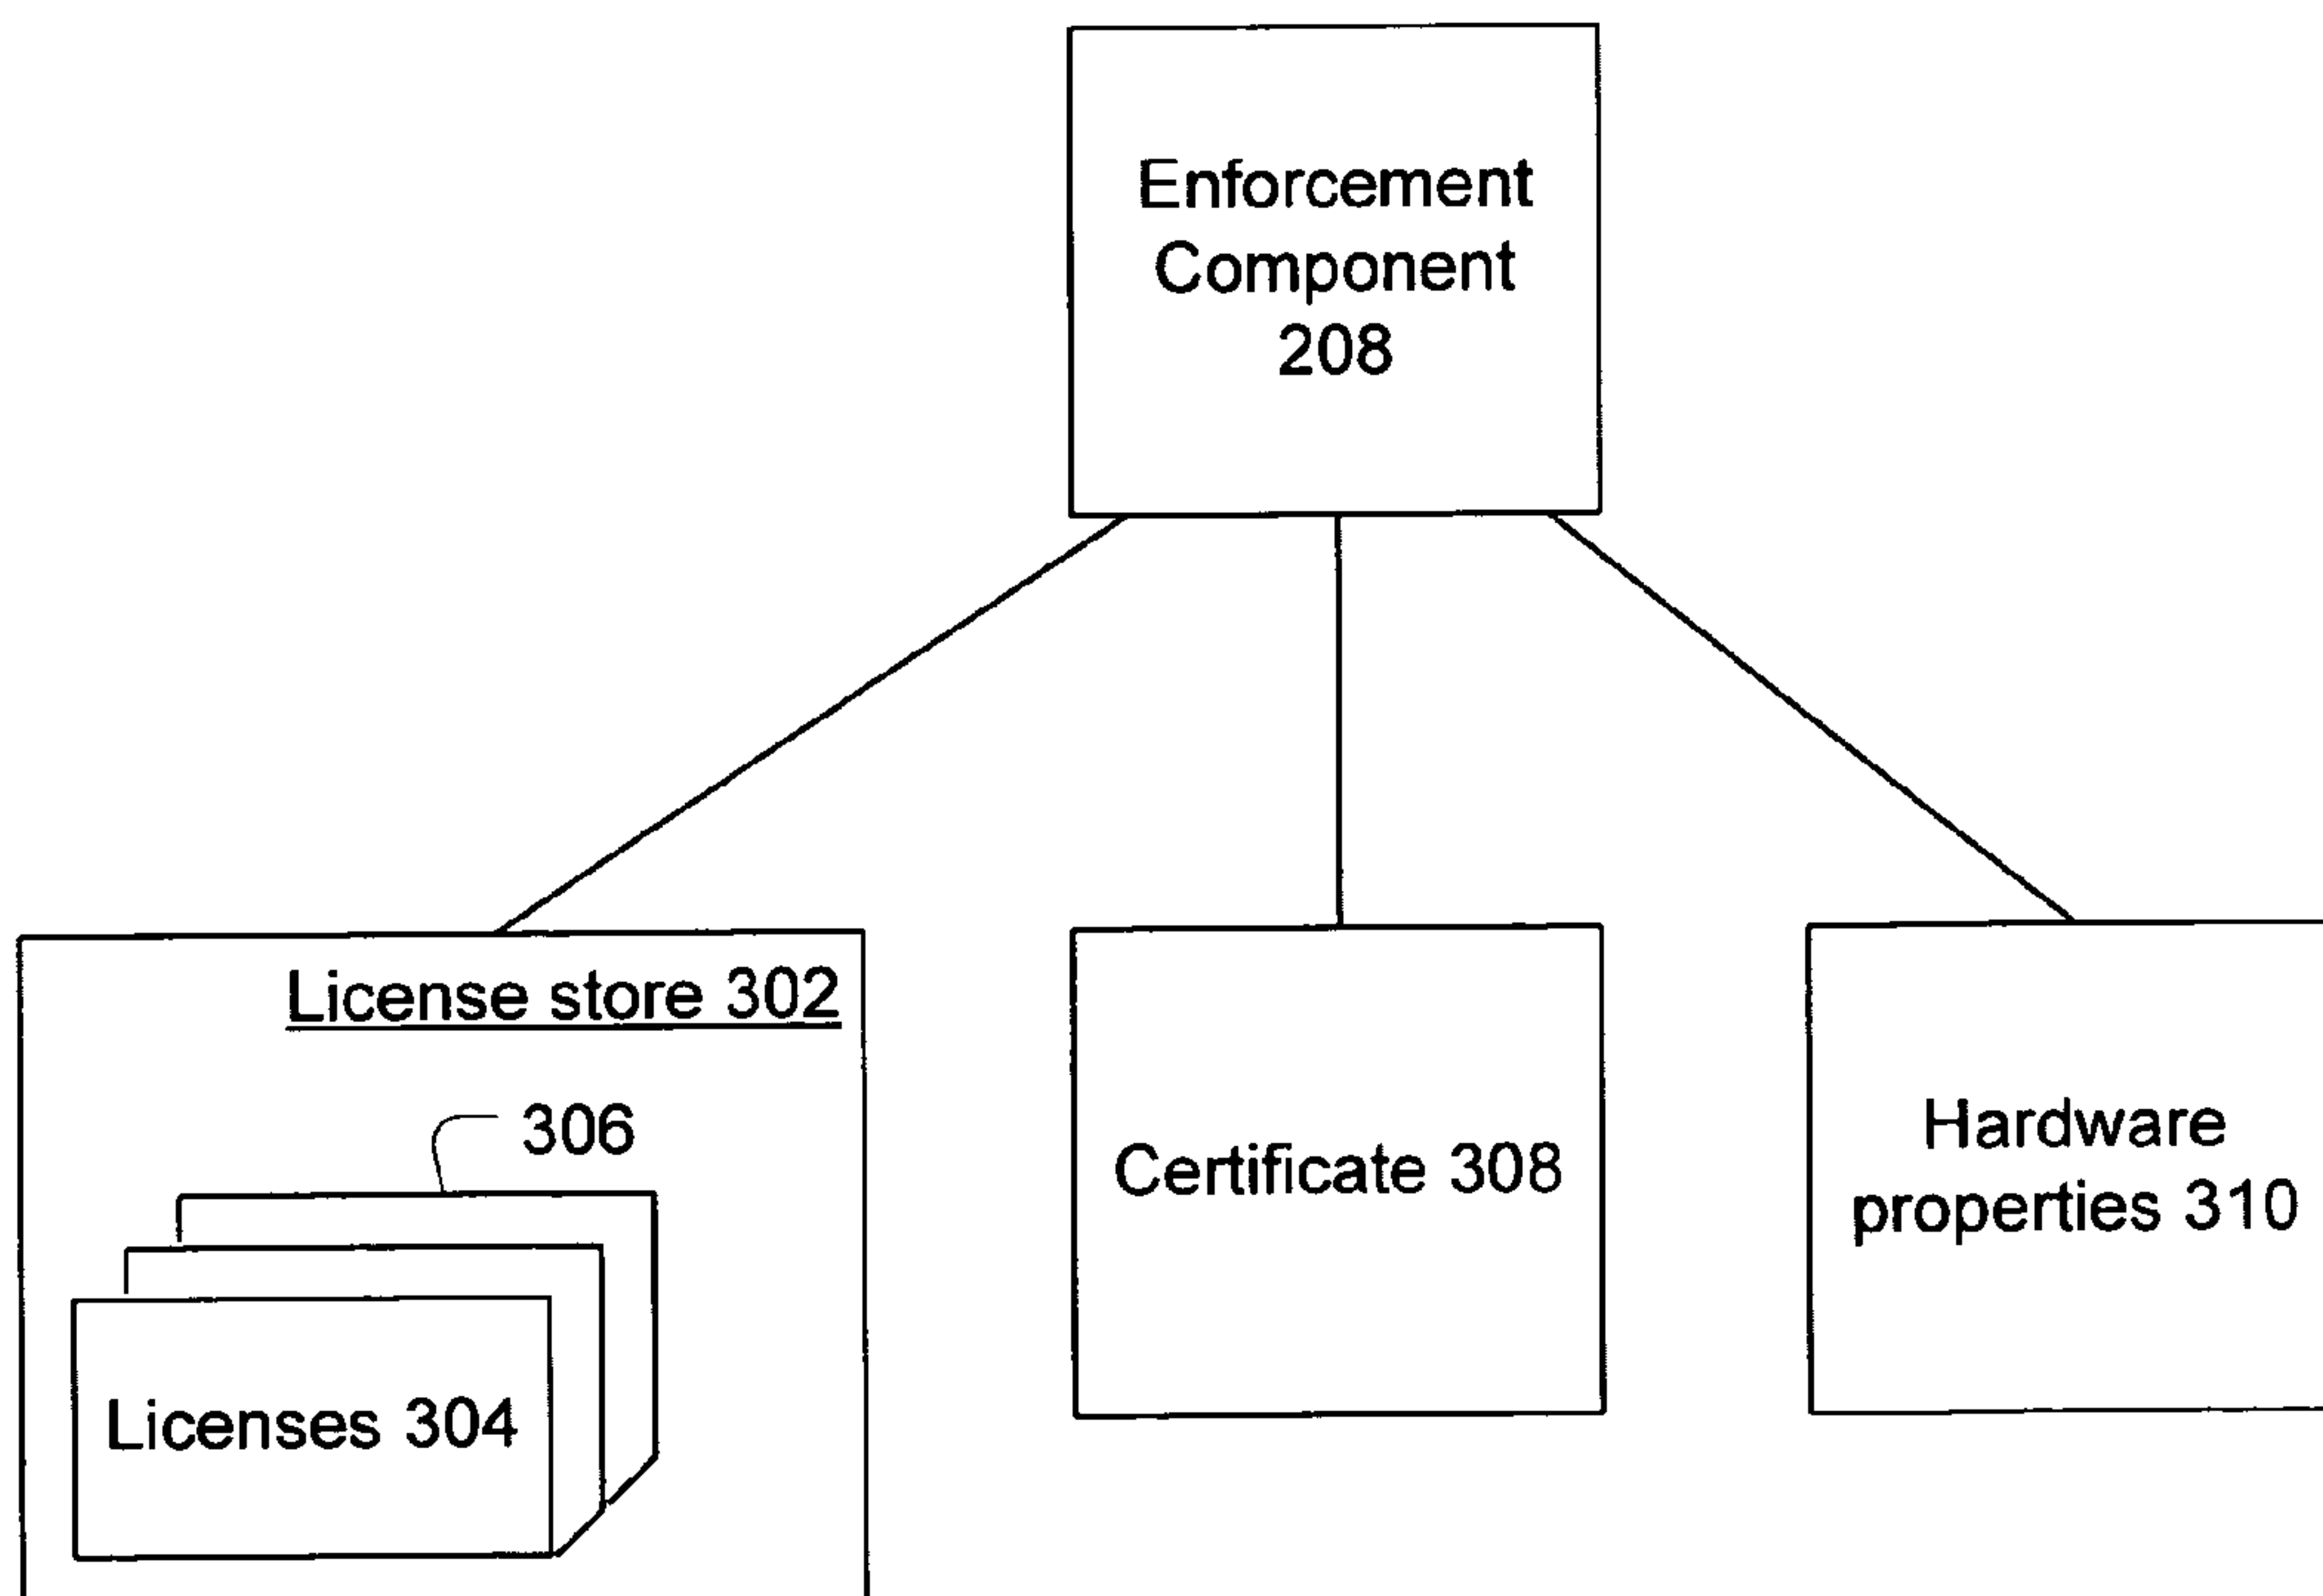 Enforcement
Component
208
License store 302
306
Licenses 304
Certificate 308
Hardware
properties 310